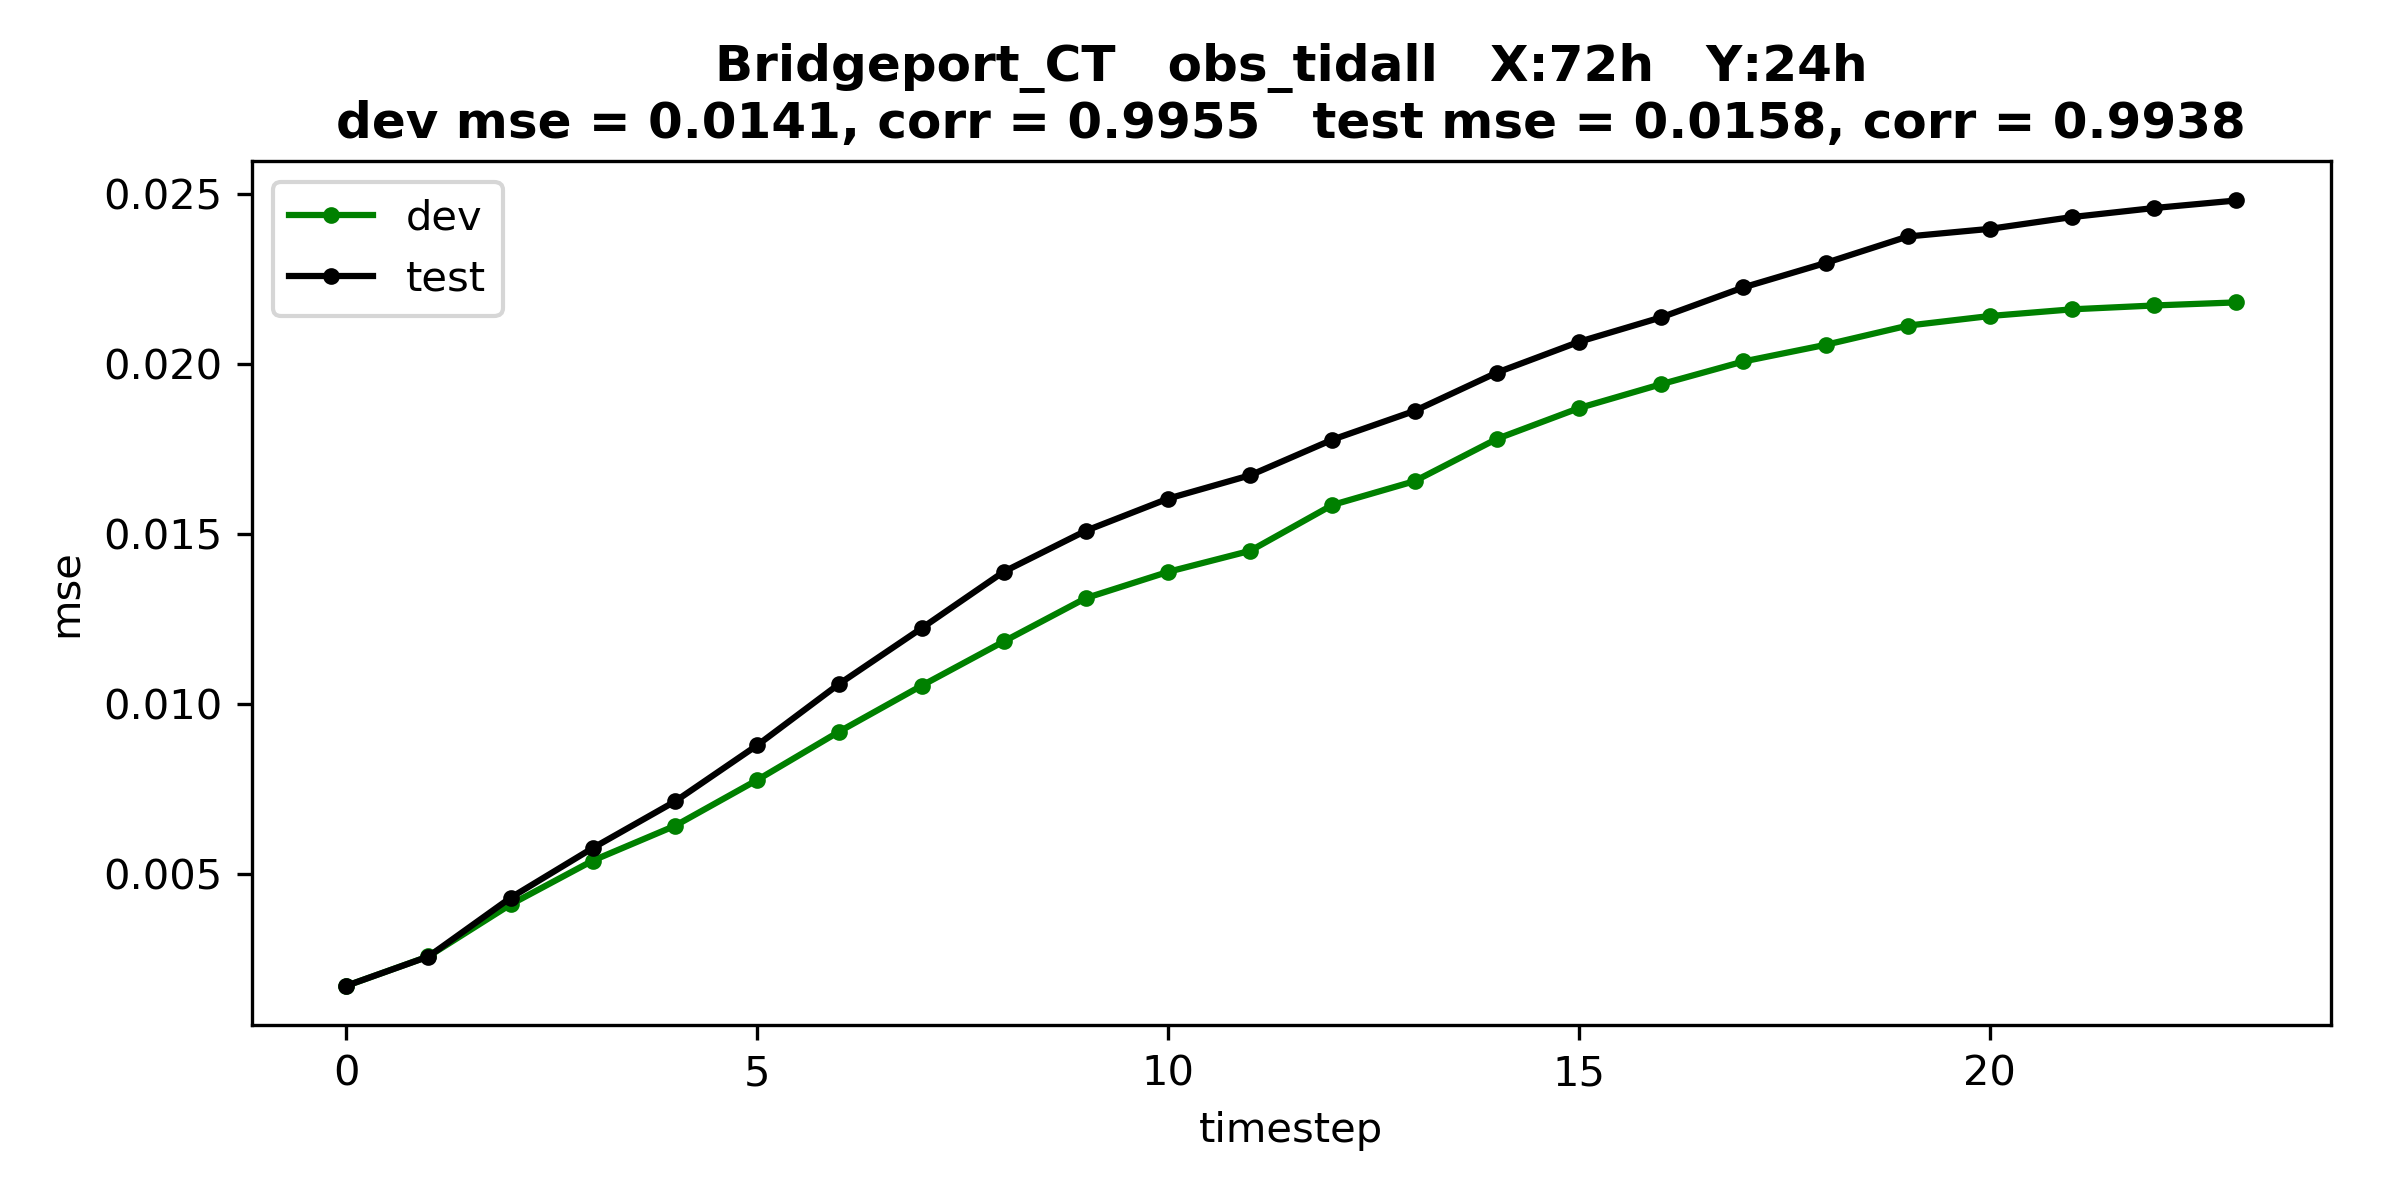 Bridgeport_CT   obs_tidall   X:72h   Y:24h
dev mse = 0.0141, corr = 0.9955   test mse = 0.0158, corr = 0.9938
dev
test
0.025
0.020
0.015
0.010
0.005
mse
0 5 10 15 20
timestep